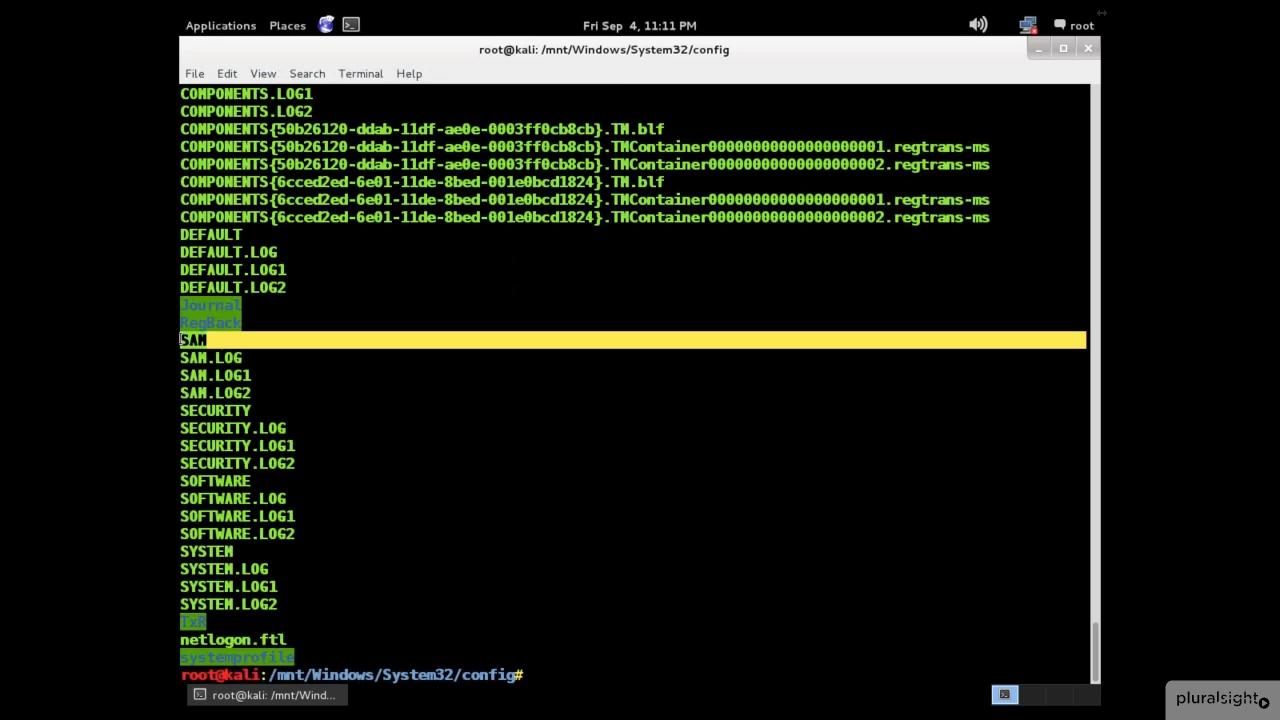 Applications Places Fri Sep 4, 11:11 PM root
root@kali: /mnt/Windows/System32/config
File Edit View Search Terminal Help
COMPONENTS.LOG1
COMPONENTS.LOG2
COMPONENTS{50b26120-ddab-11df-ae0e-0003ff0cb8cb}.TM.blf
COMPONENTS{50b26120-ddab-11df-ae0e-0003ff0cb8cb}.TMContainer00000000000000000001.regtrans-ms
COMPONENTS{50b26120-ddab-11df-ae0e-0003ff0cb8cb}.TMContainer00000000000000000002.regtrans-ms
COMPONENTS{6cced2ed-6e01-11de-8bed-001e0bcd1824}.TM.blf
COMPONENTS{6cced2ed-6e01-11de-8bed-001e0bcd1824}.TMContainer00000000000000000001.regtrans-ms
COMPONENTS{6cced2ed-6e01-11de-8bed-001e0bcd1824}.TMContainer00000000000000000002.regtrans-ms
DEFAULT
DEFAULT.LOG
DEFAULT.LOG1
DEFAULT.LOG2
Journal
RegBack
SAM
SAM.LOG
SAM.LOG1
SAM.LOG2
SECURITY
SECURITY.LOG
SECURITY.LOG1
SECURITY.LOG2
SOFTWARE
SOFTWARE.LOG
SOFTWARE.LOG1
SOFTWARE.LOG2
SYSTEM
SYSTEM.LOG
SYSTEM.LOG1
SYSTEM.LOG2
TxR
netlogon.ftl
systemprofile
root@kali:/mnt/Windows/System32/config#
root@kali: /mnt/Wind...
pluralsight